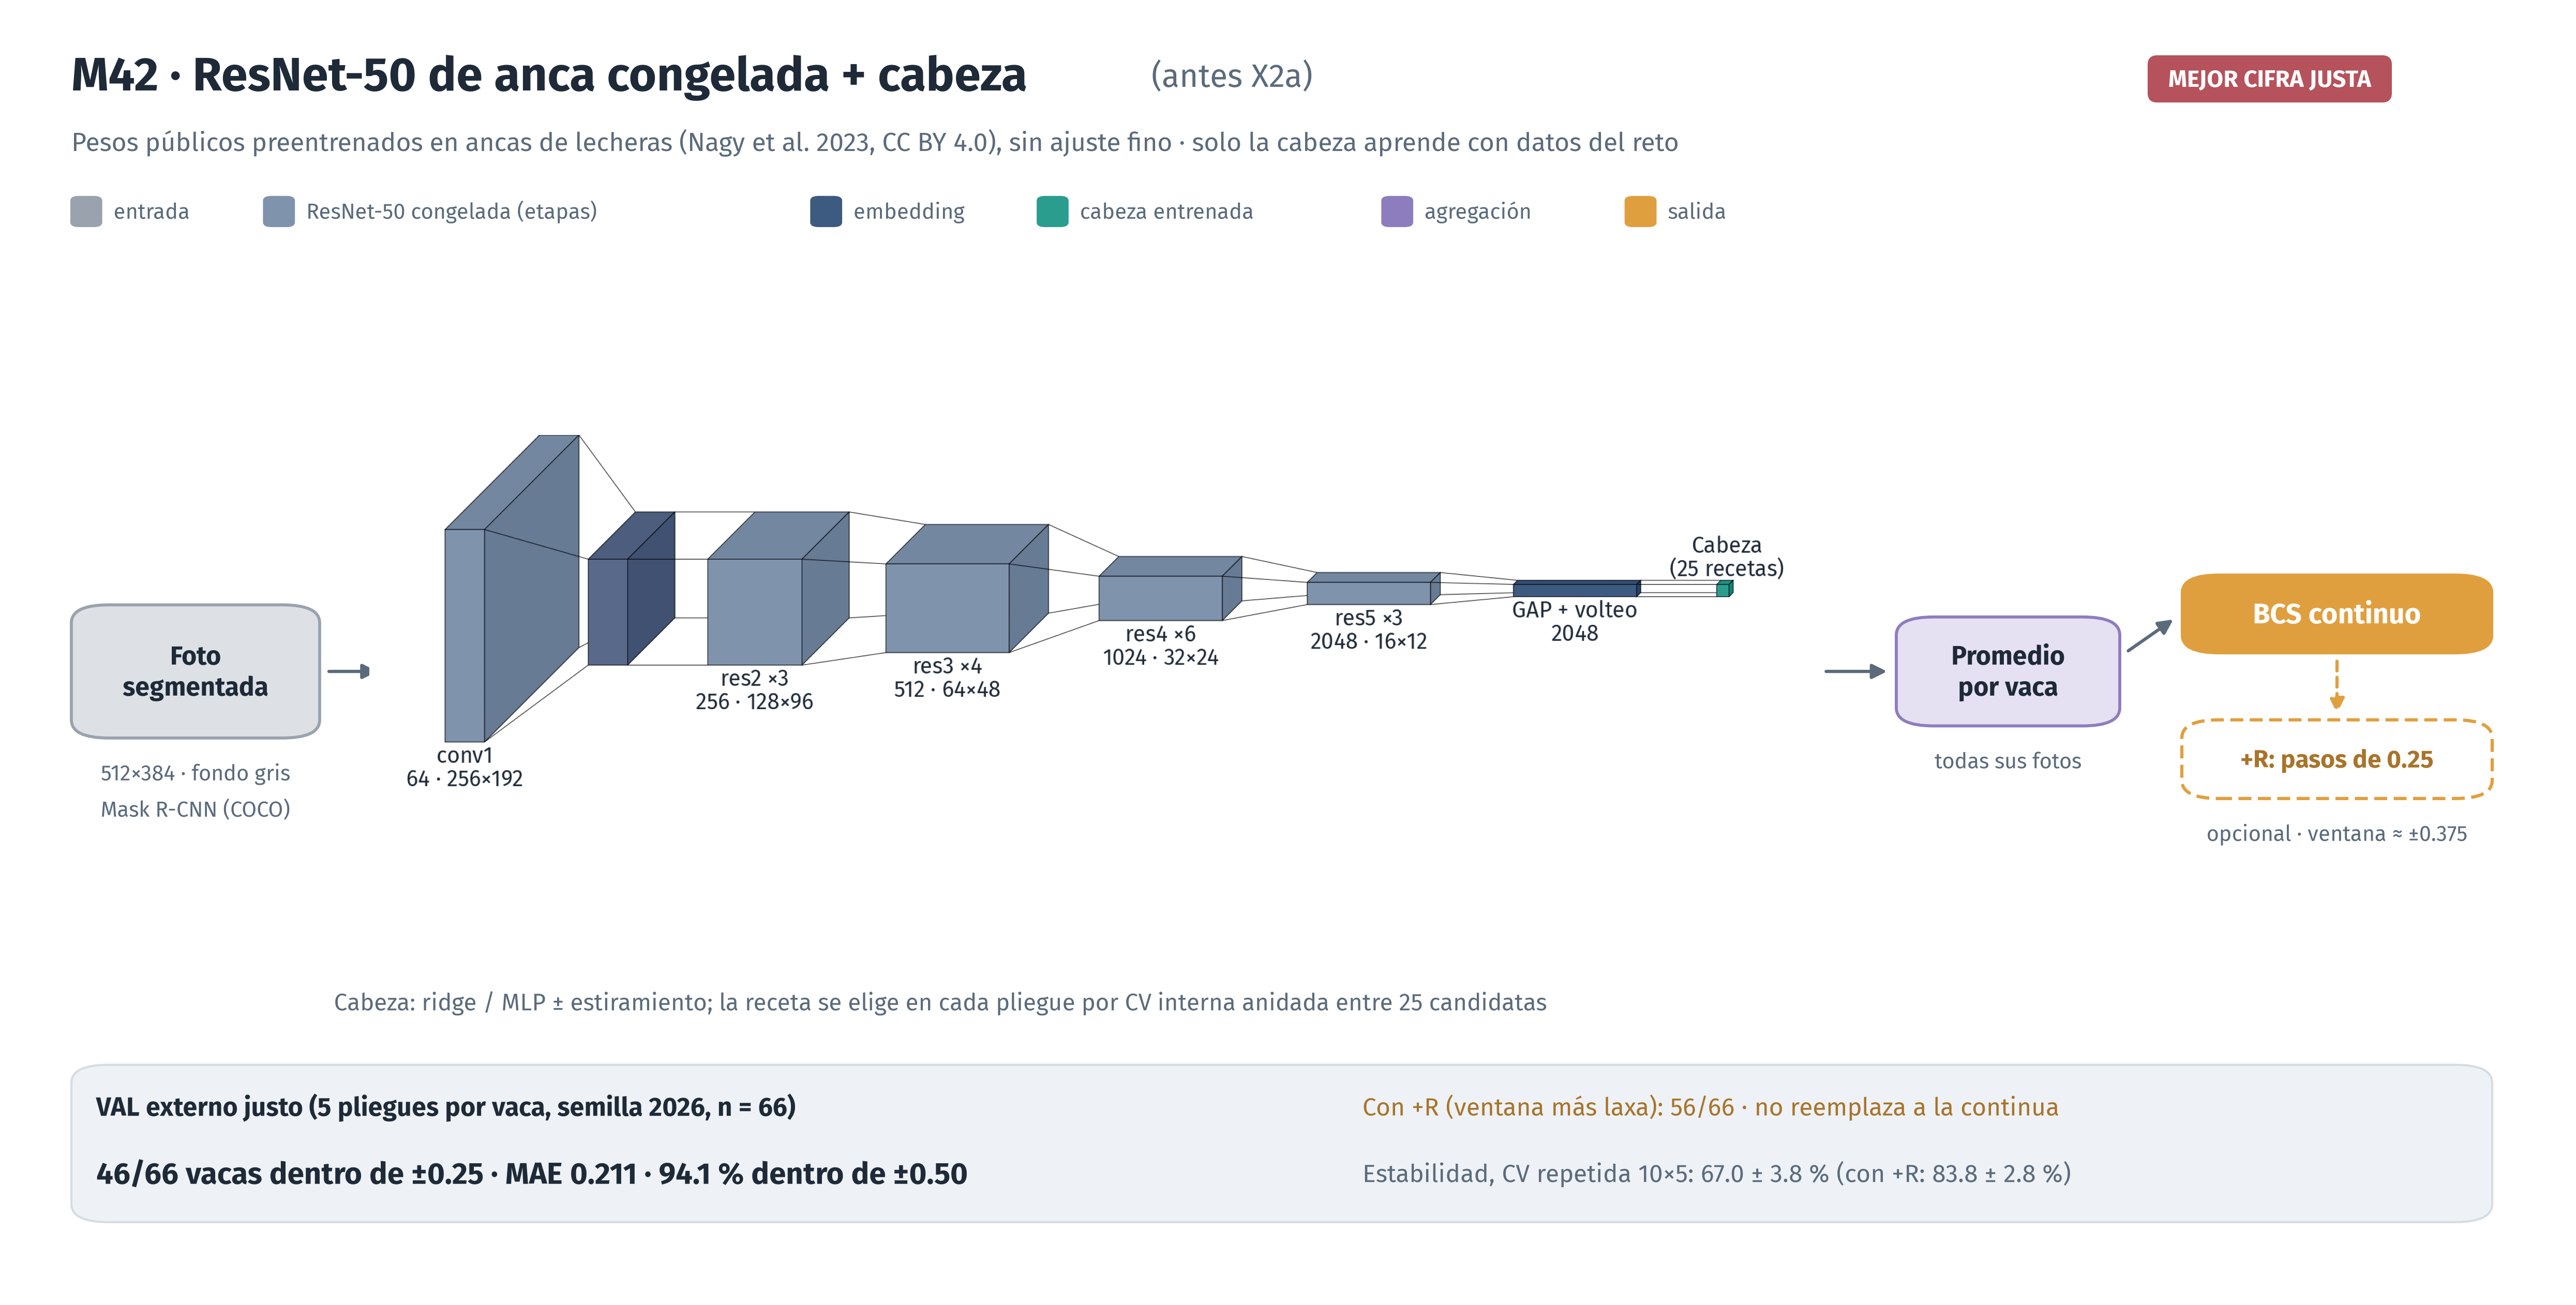 M42 · ResNet-50 de anca congelada + cabeza (antes X2a)
MEJOR CIFRA JUSTA
Pesos públicos preentrenados en ancas de lecheras (Nagy et al. 2023, CC BY 4.0), sin ajuste fino · solo la cabeza aprende con datos del reto
entrada
ResNet-50 congelada (etapas)
embedding
cabeza entrenada
agregación
salida
Foto
segmentada
512×384 · fondo gris
Mask R-CNN (COCO)
conv1
64 · 256×192
res2 ×3
256 · 128×96
res3 ×4
512 · 64×48
res4 ×6
1024 · 32×24
res5 ×3
2048 · 16×12
GAP + volteo
2048
Cabeza
(25 recetas)
Promedio
por vaca
todas sus fotos
BCS continuo
+R: pasos de 0.25
opcional · ventana ≈ ±0.375
Cabeza: ridge / MLP ± estiramiento; la receta se elige en cada pliegue por CV interna anidada entre 25 candidatas
VAL externo justo (5 pliegues por vaca, semilla 2026, n = 66)
46/66 vacas dentro de ±0.25 · MAE 0.211 · 94.1 % dentro de ±0.50
Con +R (ventana más laxa): 56/66 · no reemplaza a la continua
Estabilidad, CV repetida 10×5: 67.0 ± 3.8 % (con +R: 83.8 ± 2.8 %)